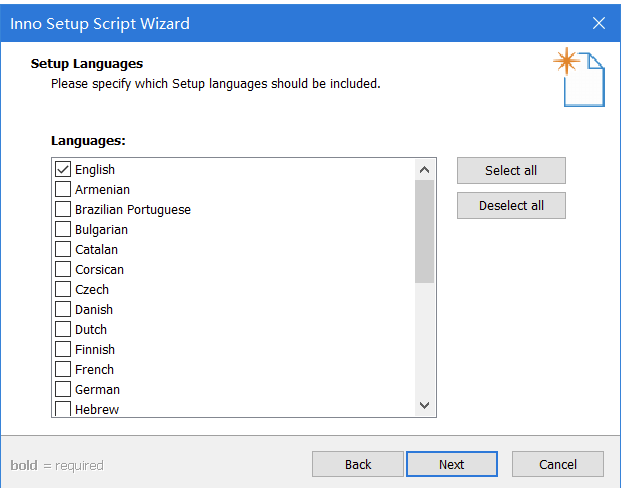 Inno Setup Script Wizard
Setup Languages
Please specify which Setup languages should be included.
Languages:
English
Armenian
Brazilian Portuguese
Bulgarian
Catalan
Corsican
Czech
Danish
Dutch
Finnish
French
German
Hebrew
Select all
Deselect all
bold = required
Back
Next
Cancel